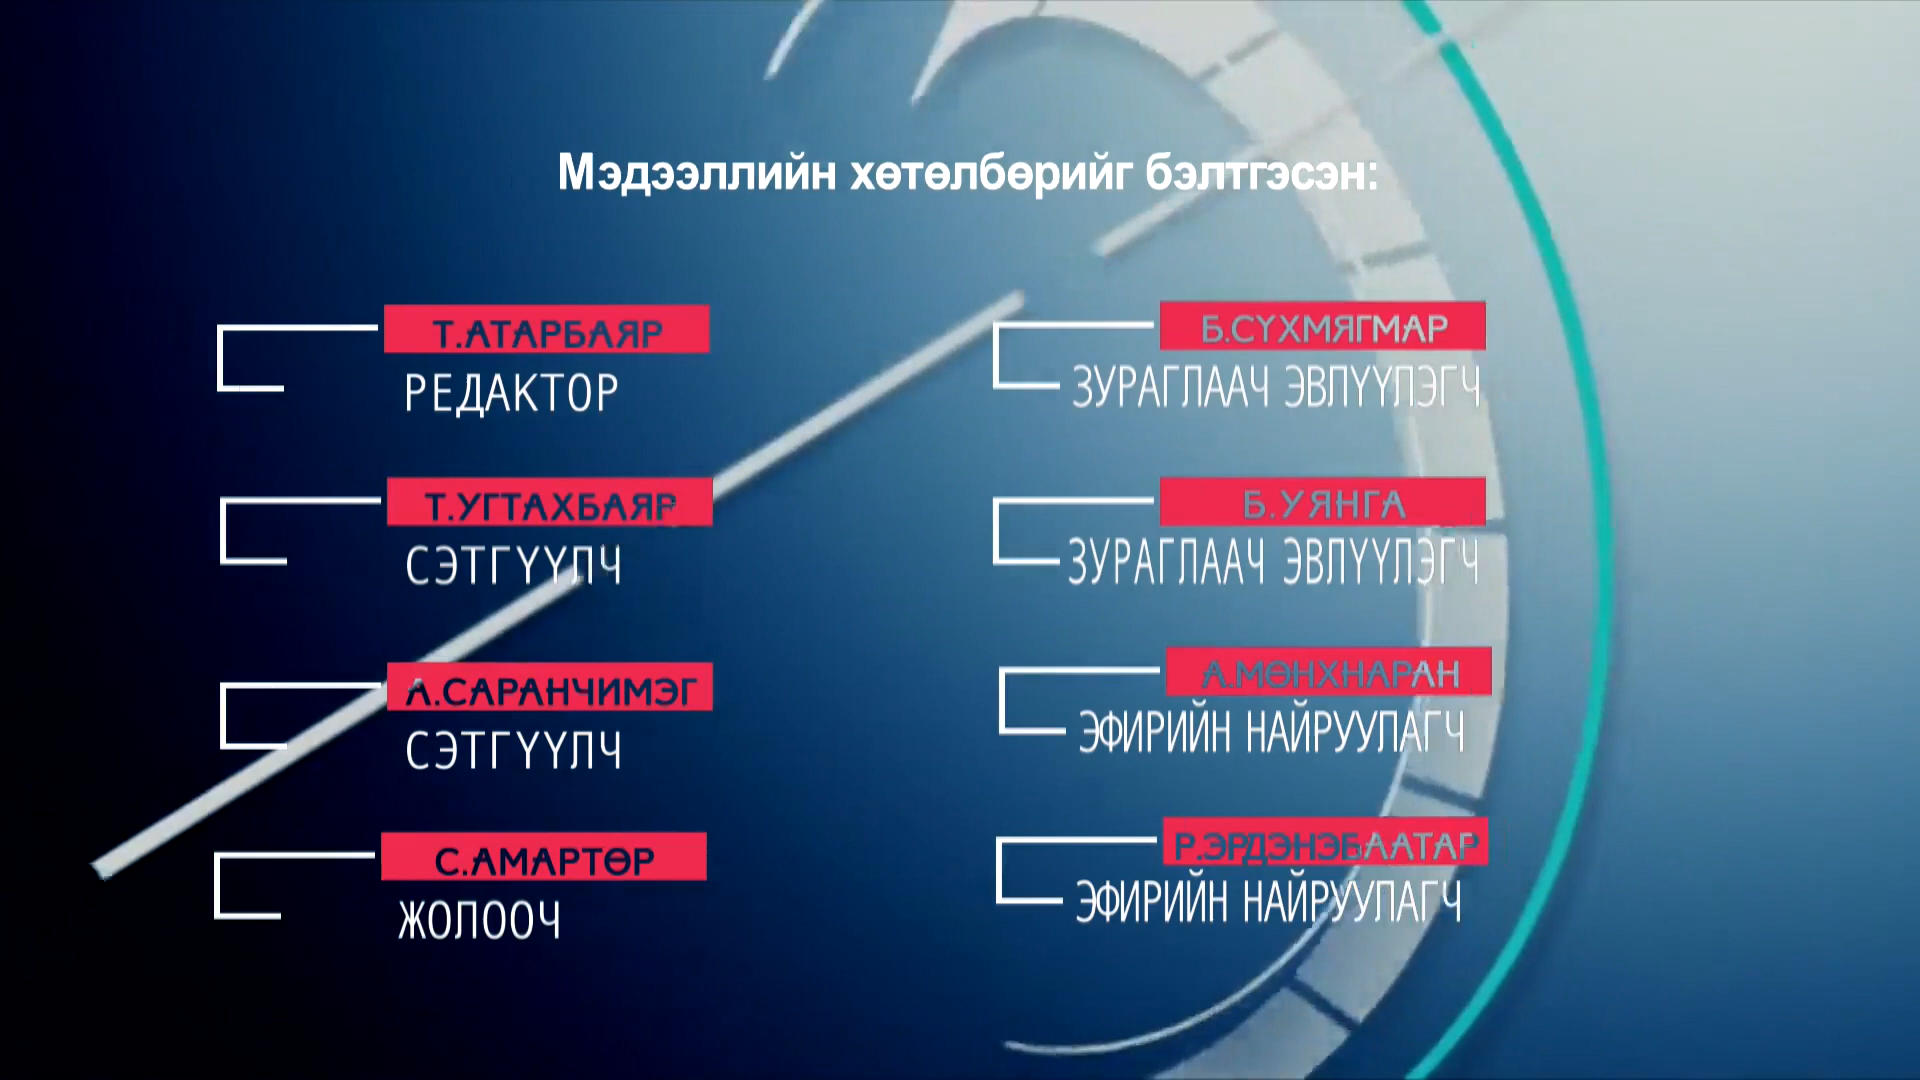 Мэдээллийн хөтөлбөрийг бэлтгэсэн:
Т.АТАРБАЯР
РЕДАКТОР
Т.УГТАХБАЯР
СЭТГҮҮЛЧ
А.САРАНЧИМЭГ
СЭТГҮҮЛЧ
С.АМАРТӨР
ЖОЛООЧ
Б.СҮХМЯГМАР
ЗУРАГЛААЧ ЭВЛҮҮЛЭГЧ
Б.УЯНГА
ЗУРАГЛААЧ ЭВЛҮҮЛЭГЧ
А.МӨНХНАРАН
ЭФИРИЙН НАЙРУУЛАГЧ
Р.ЭРДЭНЭБААТАР
ЭФИРИЙН НАЙРУУЛАГЧ